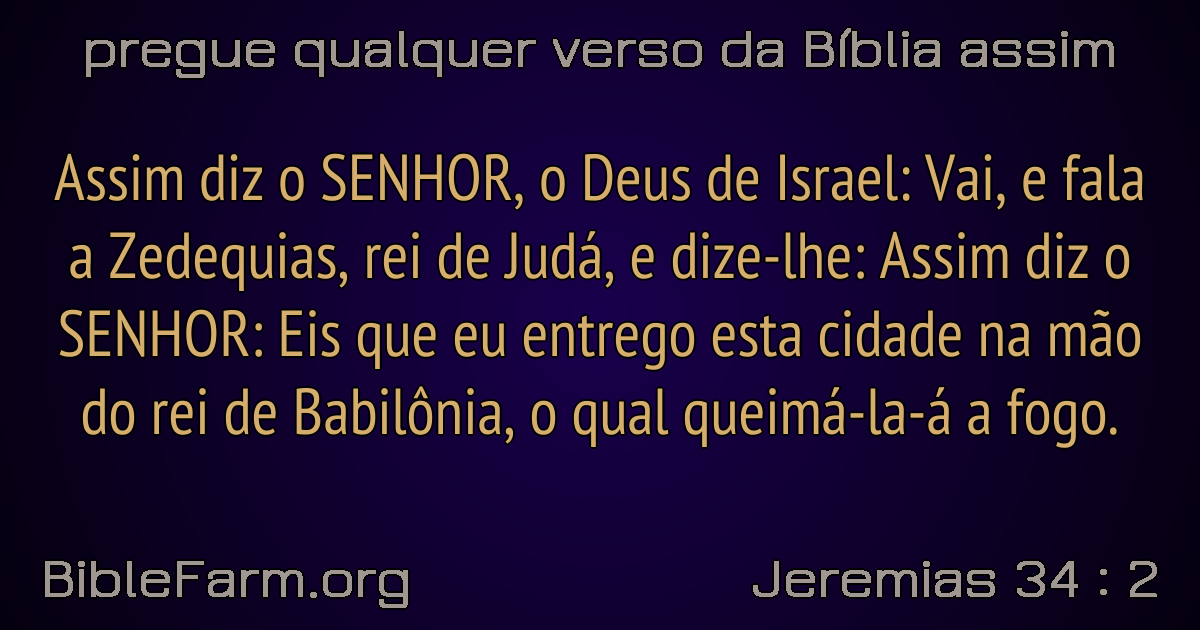 pregue qualquer verso da Bíblia assim
Assim diz o SENHOR, o Deus de Israel: Vai, e fala
a Zedequias, rei de Judá, e dize-lhe: Assim diz o
SENHOR: Eis que eu entrego esta cidade na mão
do rei de Babilônia, o qual queimá-la-á a fogo.
BibleFarm.org
Jeremias 34 : 2